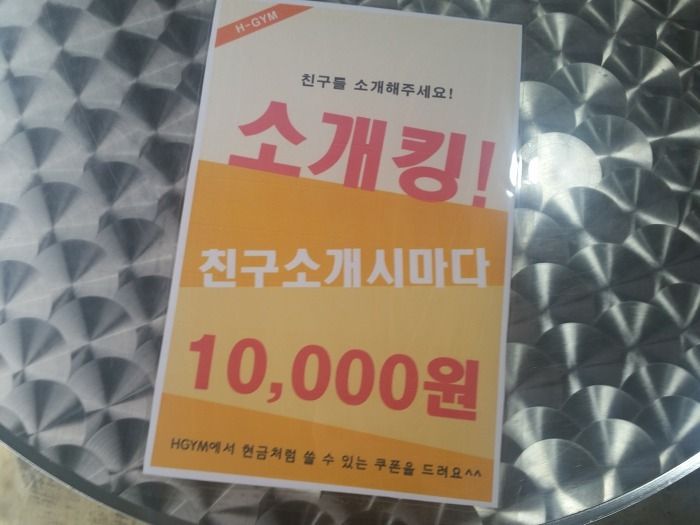 H-GYM
친구들 소개해주세요!
소개킹!
친구소개시마다
10,000원
HGYM에서 현금처럼 쓸 수 있는 쿠폰을 드려요^^